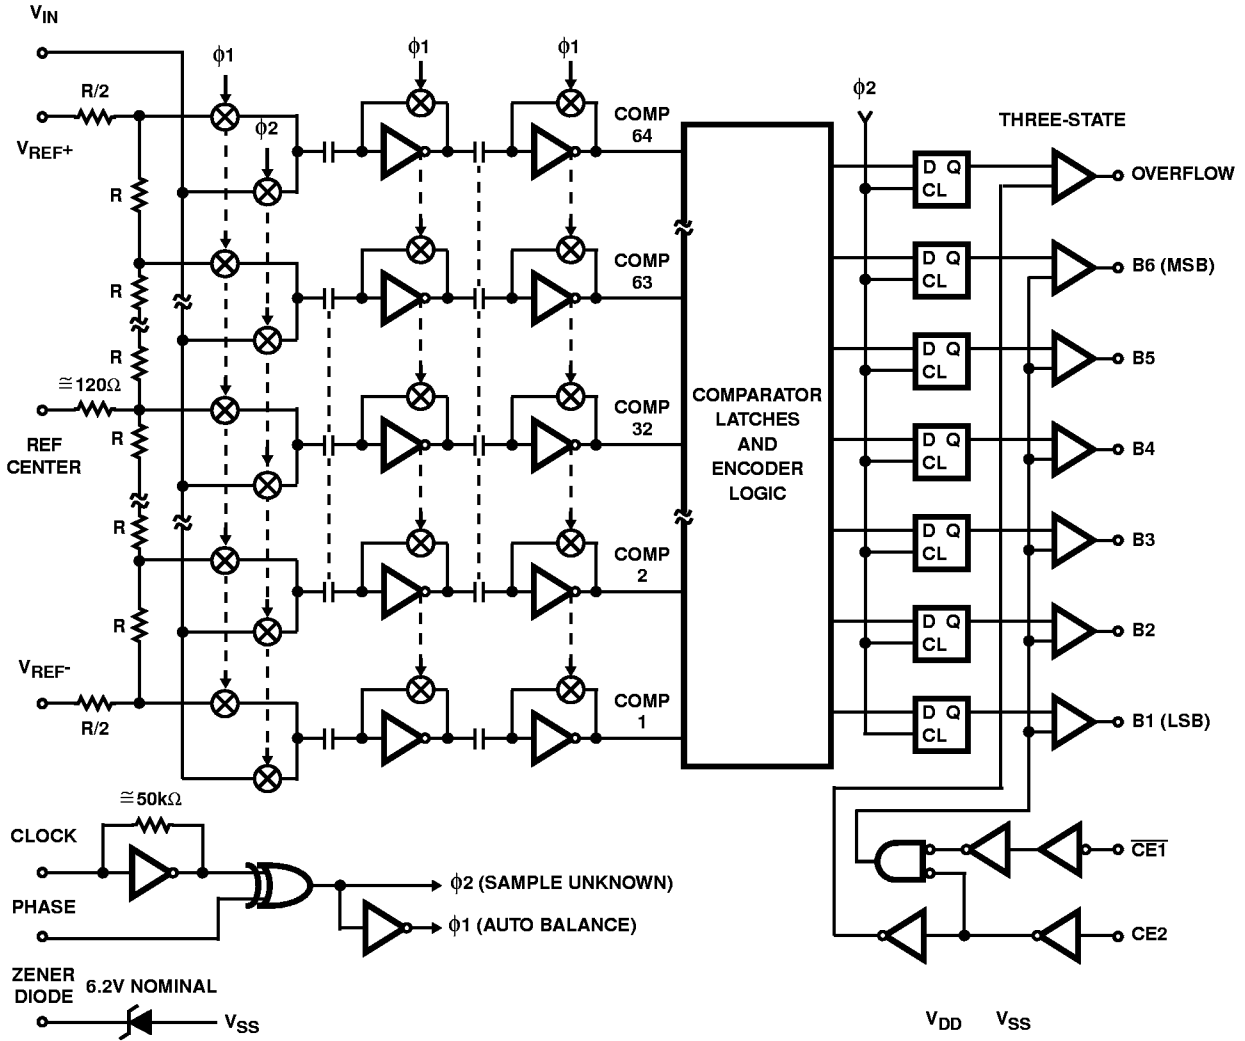 VIN
ϕ1
ϕ1
ϕ1
R/2
VREF+
ϕ2
ϕ2
COMP
64
THREE-STATE
D Q
CL
OVERFLOW
R
COMP
63
D Q
CL
B6 (MSB)
R
R
D Q
CL
B5
≅120Ω
REF
CENTER
R
COMP
32
COMPARATOR
LATCHES
AND
ENCODER
LOGIC
D Q
CL
B4
R
COMP
2
D Q
CL
B3
R
D Q
CL
B2
VREF-
R/2
COMP
1
D Q
CL
B1 (LSB)
≅50kΩ
CLOCK
PHASE
ϕ2 (SAMPLE UNKNOWN)
ϕ1 (AUTO BALANCE)
CE1
CE2
ZENER
DIODE
6.2V NOMINAL
VSS
VDD
VSS